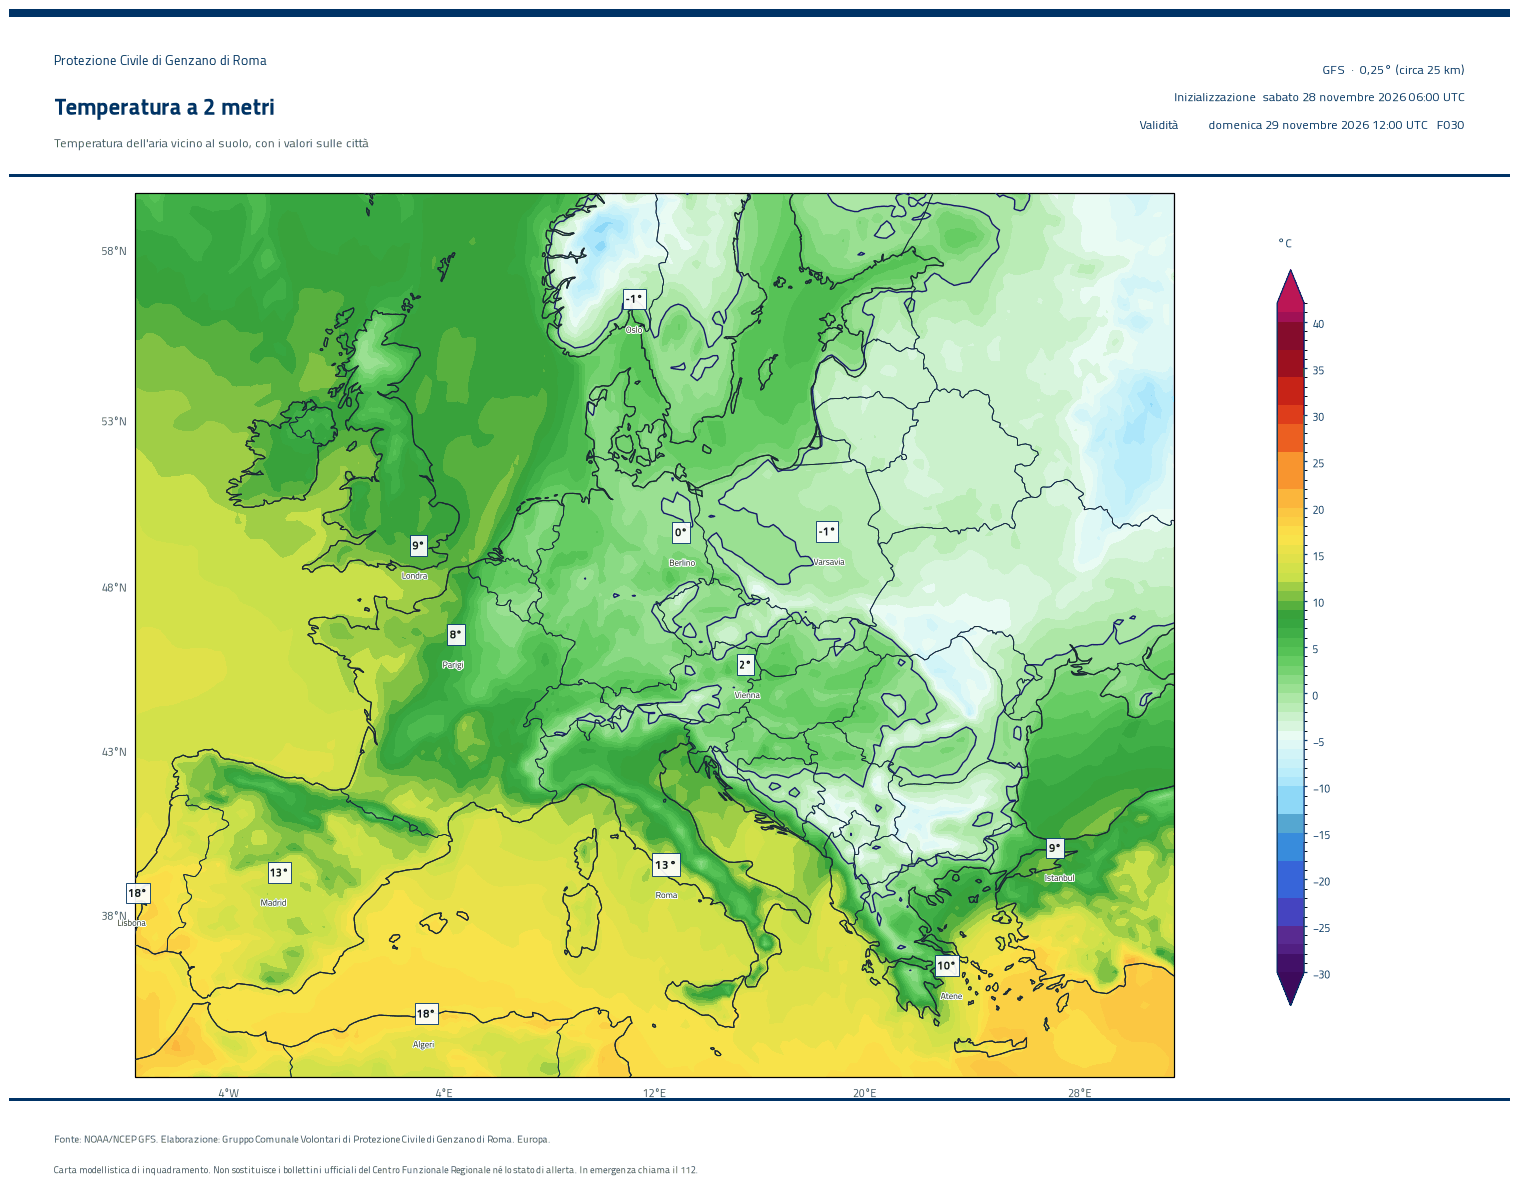 Protezione Civile di Genzano di Roma
Temperatura a 2 metri
Temperatura dell'aria vicino al suolo, con i valori sulle città
GFS · 0,25° (circa 25 km)
Inizializzazione sabato 28 novembre 2026 06:00 UTC
Validità domenica 29 novembre 2026 12:00 UTC F030
58°N
53°N
48°N
43°N
38°N
4°W
4°E
12°E
20°E
28°E
-1°
Oslo
9°
Londra
0°
Berlino
-1°
Varsavia
8°
Parigi
2°
Vienna
13°
Madrid
13°
Roma
18°
Lisbona
9°
Istanbul
10°
Atene
18°
Algeri
°C
40
35
30
25
20
15
10
5
0
−5
−10
−15
−20
−25
−30
Fonte: NOAA/NCEP GFS. Elaborazione: Gruppo Comunale Volontari di Protezione Civile di Genzano di Roma. Europa.
Carta modellistica di inquadramento. Non sostituisce i bollettini ufficiali del Centro Funzionale Regionale né lo stato di allerta. In emergenza chiama il 112.